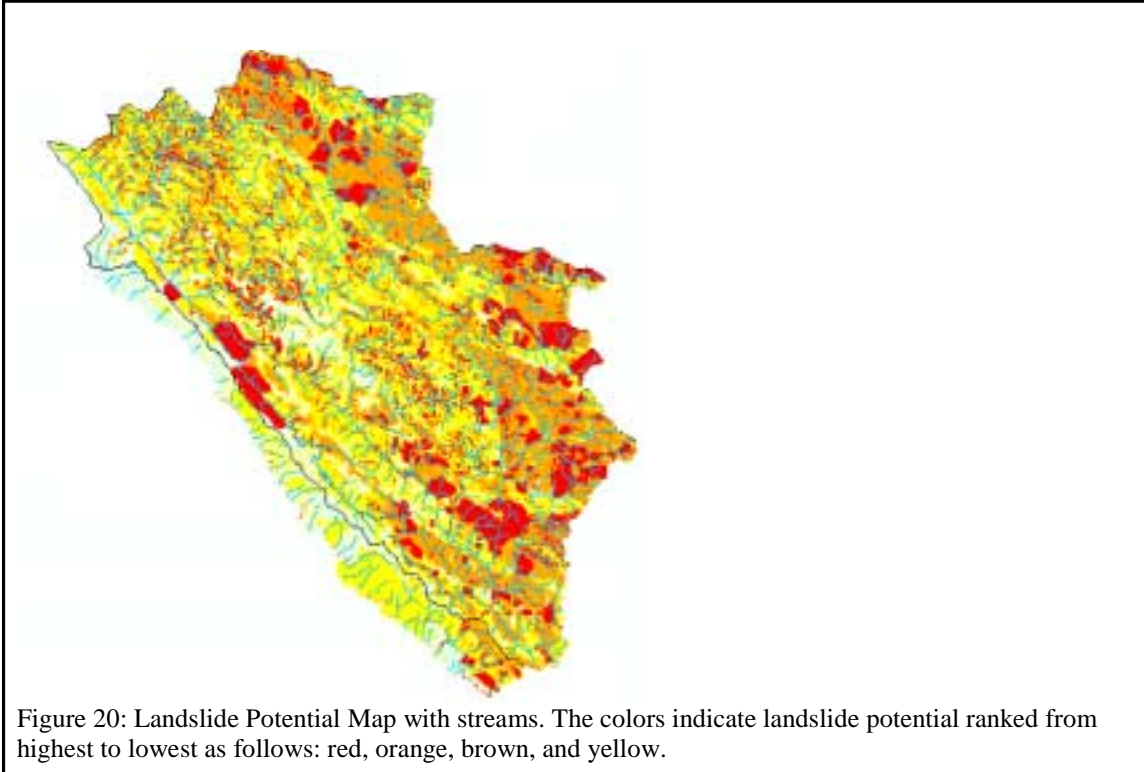 Figure 20: Landslide Potential Map with streams. The colors indicate landslide potential ranked from
highest to lowest as follows: red, orange, brown, and yellow.